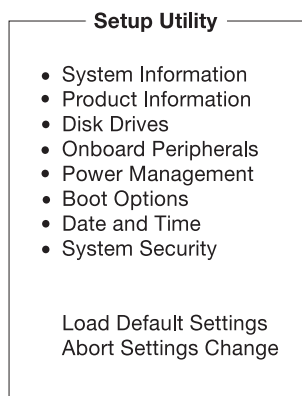 Setup Utility
• System Information
• Product Information
• Disk Drives
• Onboard Peripherals
• Power Management
• Boot Options
• Date and Time
• System Security
Load Default Settings
Abort Settings Change